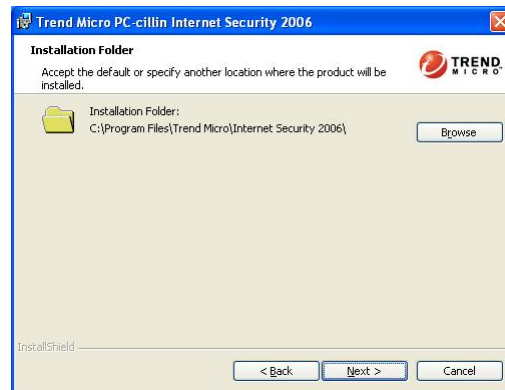 Trend Micro PC-cillin Internet Security 2006
Installation Folder
Accept the default or specify another location where the product will be
installed.
TREND
MICRO
Installation Folder:
C:\Program Files\Trend Micro\Internet Security 2006\
Browse
InstallShield
< Back
Next >
Cancel